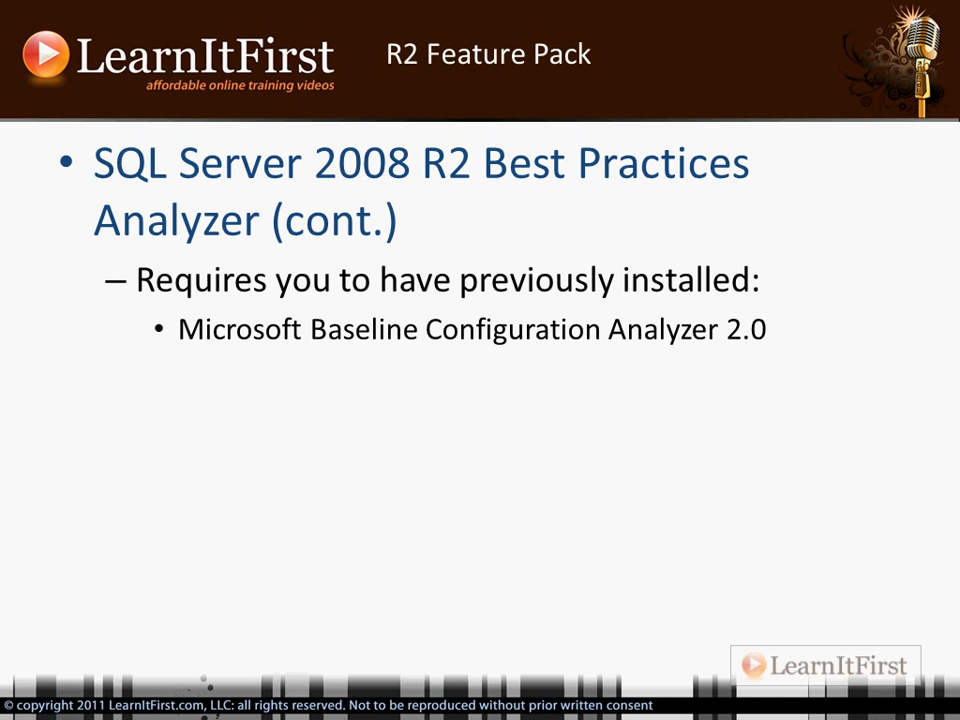 LearnItFirst
affordable online training videos
R2 Feature Pack
• SQL Server 2008 R2 Best Practices
Analyzer (cont.)
– Requires you to have previously installed:
• Microsoft Baseline Configuration Analyzer 2.0
LearnItFirst
© copyright 2011 LearnItFirst.com, LLC: all rights reserved. Not to be reproduced without prior written consent